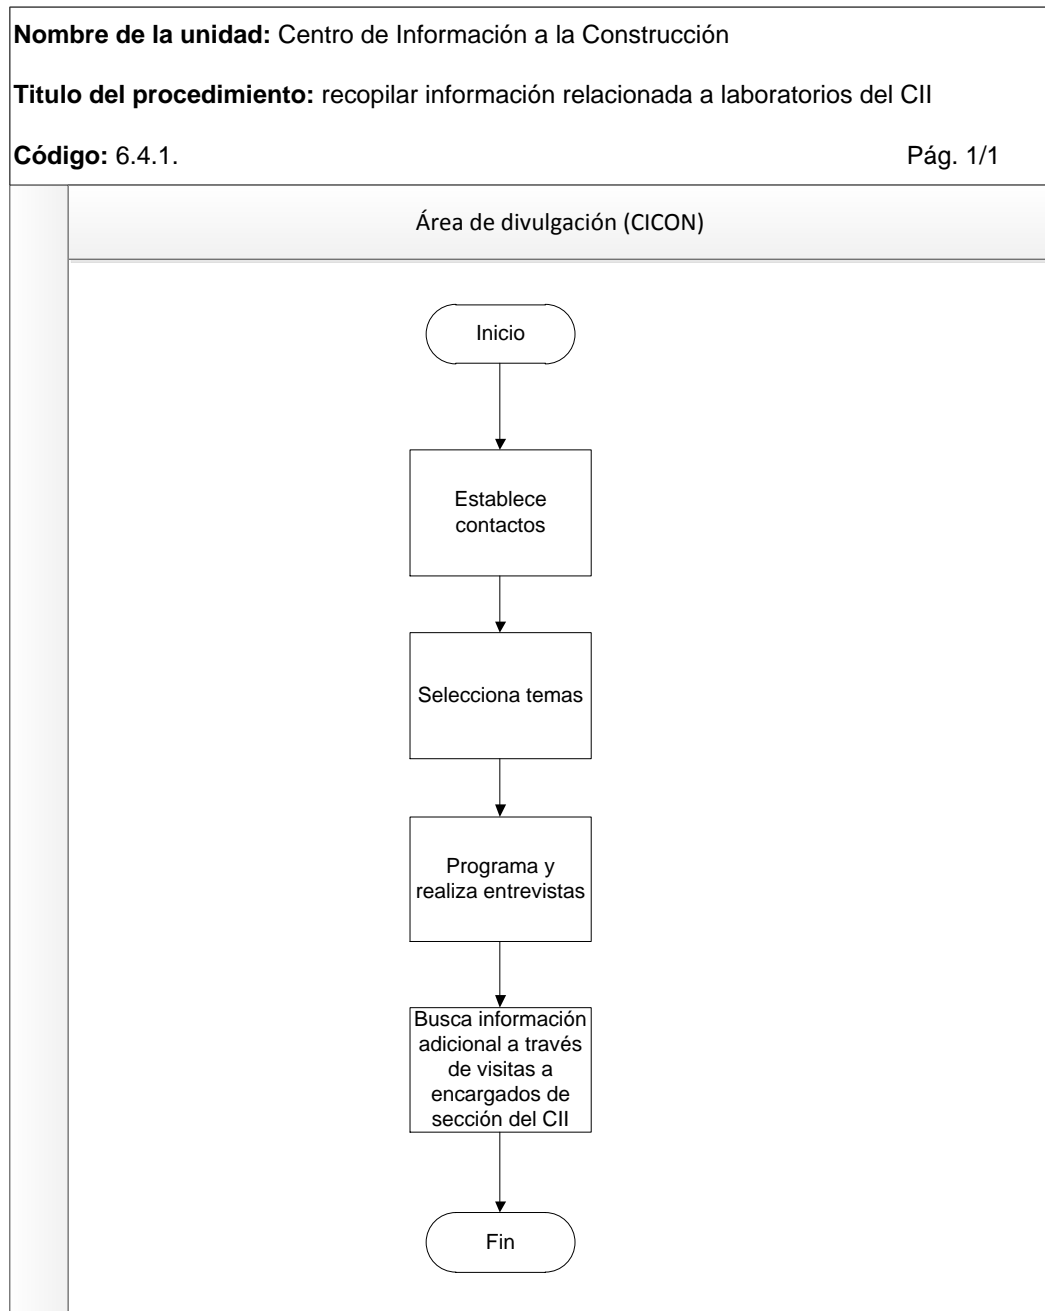 Nombre de la unidad: Centro de Información a la Construcción
Titulo del procedimiento: recopilar información relacionada a laboratorios del CII
Código: 6.4.1. Pág. 1/1
Área de divulgación (CICON)
Inicio
Establece
contactos
Selecciona temas
Programa y
realiza entrevistas
Busca información
adicional a través
de visitas a
encargados de
sección del CII
Fin